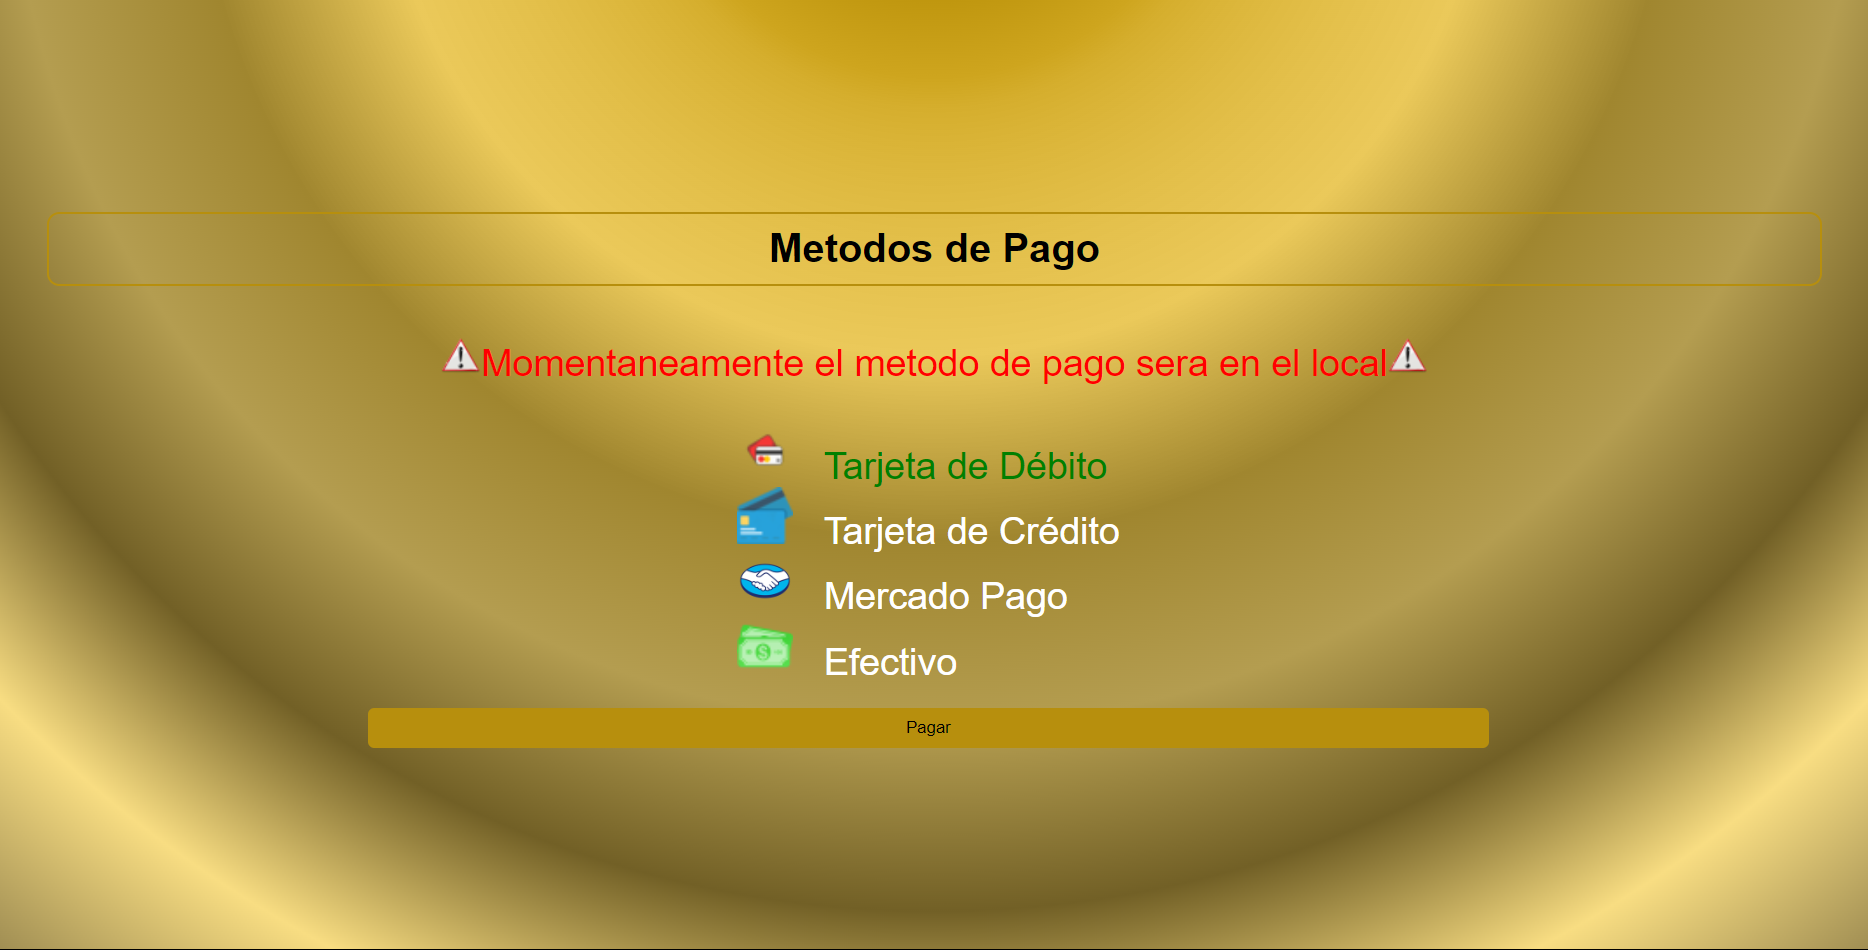 Metodos de Pago
Momentaneamente el metodo de pago sera en el local
Tarjeta de Débito
Tarjeta de Crédito
Mercado Pago
Efectivo
Pagar